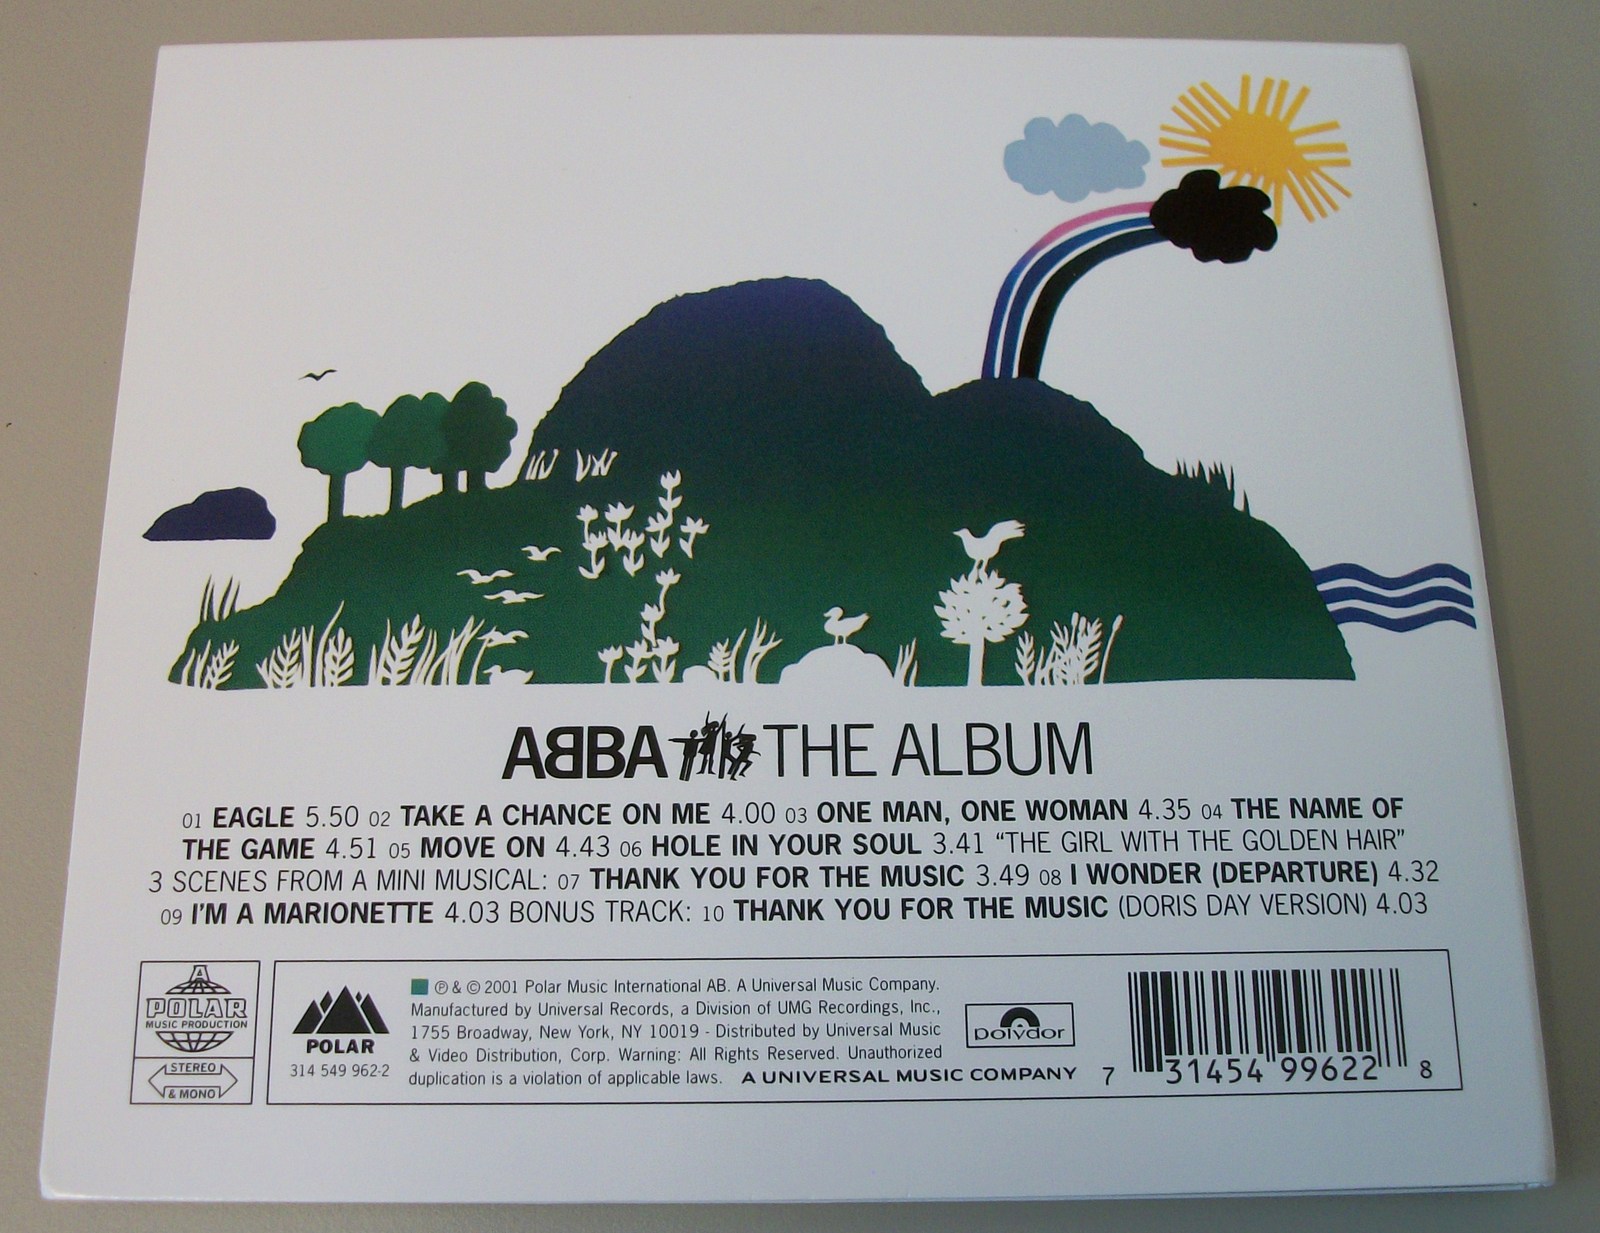 ABBA THE ALBUM
01 EAGLE 5.50 02 TAKE A CHANCE ON ME 4.00 03 ONE MAN, ONE WOMAN 4.35 04 THE NAME OF
THE GAME 4.51 05 MOVE ON 4.43 06 HOLE IN YOUR SOUL 3.41 “THE GIRL WITH THE GOLDEN HAIR”
3 SCENES FROM A MINI MUSICAL: 07 THANK YOU FOR THE MUSIC 3.49 08 I WONDER (DEPARTURE) 4.32
09 I'M A MARIONETTE 4.03 BONUS TRACK: 10 THANK YOU FOR THE MUSIC (DORIS DAY VERSION) 4.03
A
POLAR
MUSIC PRODUCTION
STEREO
& MONO
POLAR
314 549 962-2
℗ & © 2001 Polar Music International AB. A Universal Music Company.
Manufactured by Universal Records, a Division of UMG Recordings, Inc.,
1755 Broadway, New York, NY 10019 - Distributed by Universal Music
& Video Distribution, Corp. Warning: All Rights Reserved. Unauthorized
duplication is a violation of applicable laws. A UNIVERSAL MUSIC COMPANY
Polydor
7 31454 99622 8